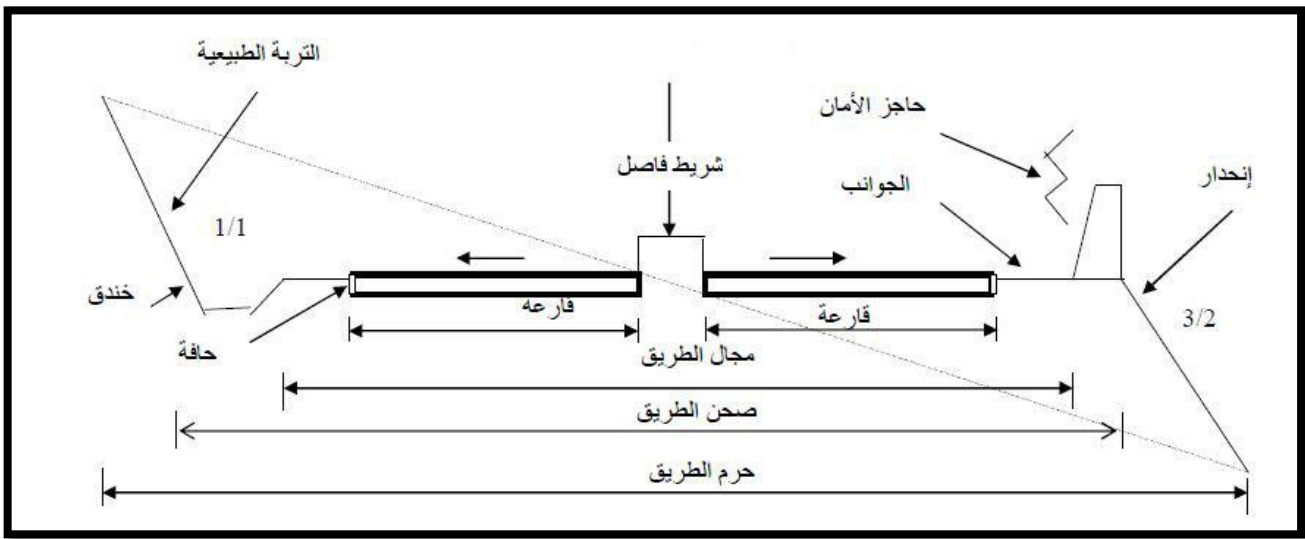 التربة الطبيعية
حاجز الأمان
شريط فاصل
الجوانب
إنحدار
1/1
خندق
قارعه
قارعة
3/2
حافة
مجال الطريق
صحن الطريق
حرم الطريق